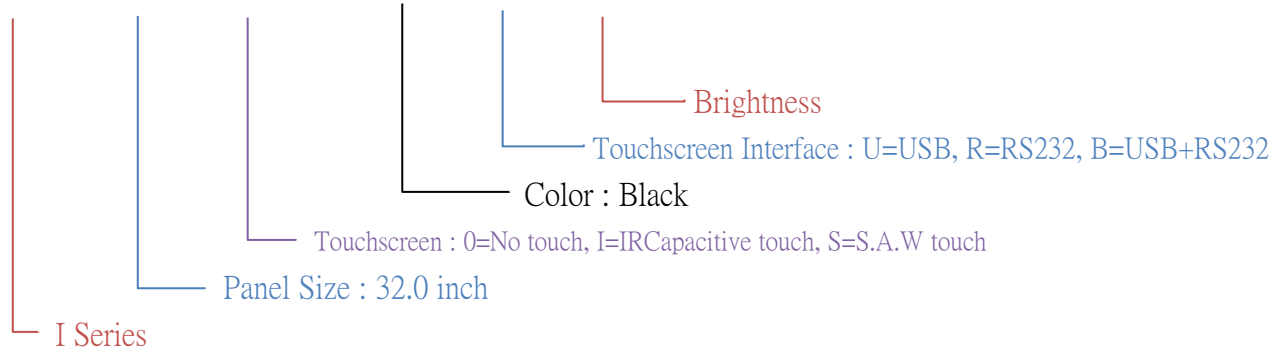 Brightness
Touchscreen Interface : U=USB, R=RS232, B=USB+RS232
Color : Black
Touchscreen : 0=No touch, I=IRCapacitive touch, S=S.A.W touch
Panel Size : 32.0 inch
I Series